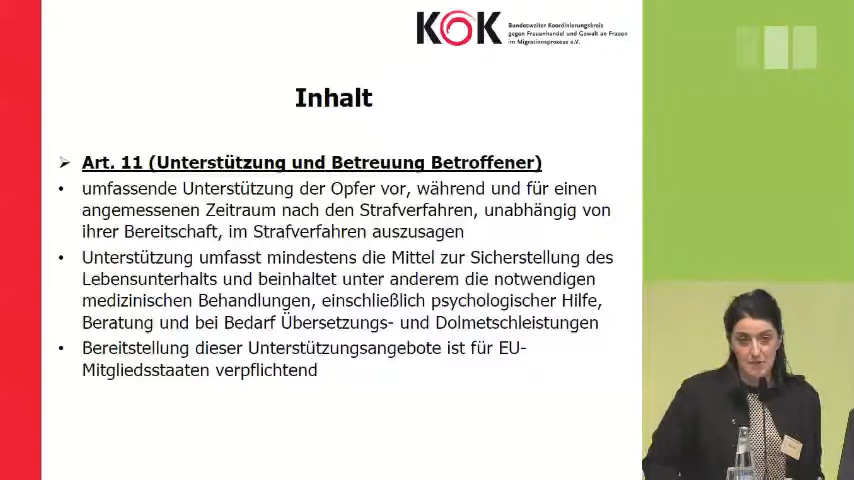 KOK
Bundesweiter Koordinierungskreis
gegen Frauenhandel und Gewalt an Frauen
im Migrationsprozess e.V.
Inhalt
➢ Art. 11 (Unterstützung und Betreuung Betroffener)
• umfassende Unterstützung der Opfer vor, während und für einen
angemessenen Zeitraum nach den Strafverfahren, unabhängig von
ihrer Bereitschaft, im Strafverfahren auszusagen
• Unterstützung umfasst mindestens die Mittel zur Sicherstellung des
Lebensunterhalts und beinhaltet unter anderem die notwendigen
medizinischen Behandlungen, einschließlich psychologischer Hilfe,
Beratung und bei Bedarf Übersetzungs- und Dolmetschleistungen
• Bereitstellung dieser Unterstützungsangebote ist für EU-
Mitgliedsstaaten verpflichtend